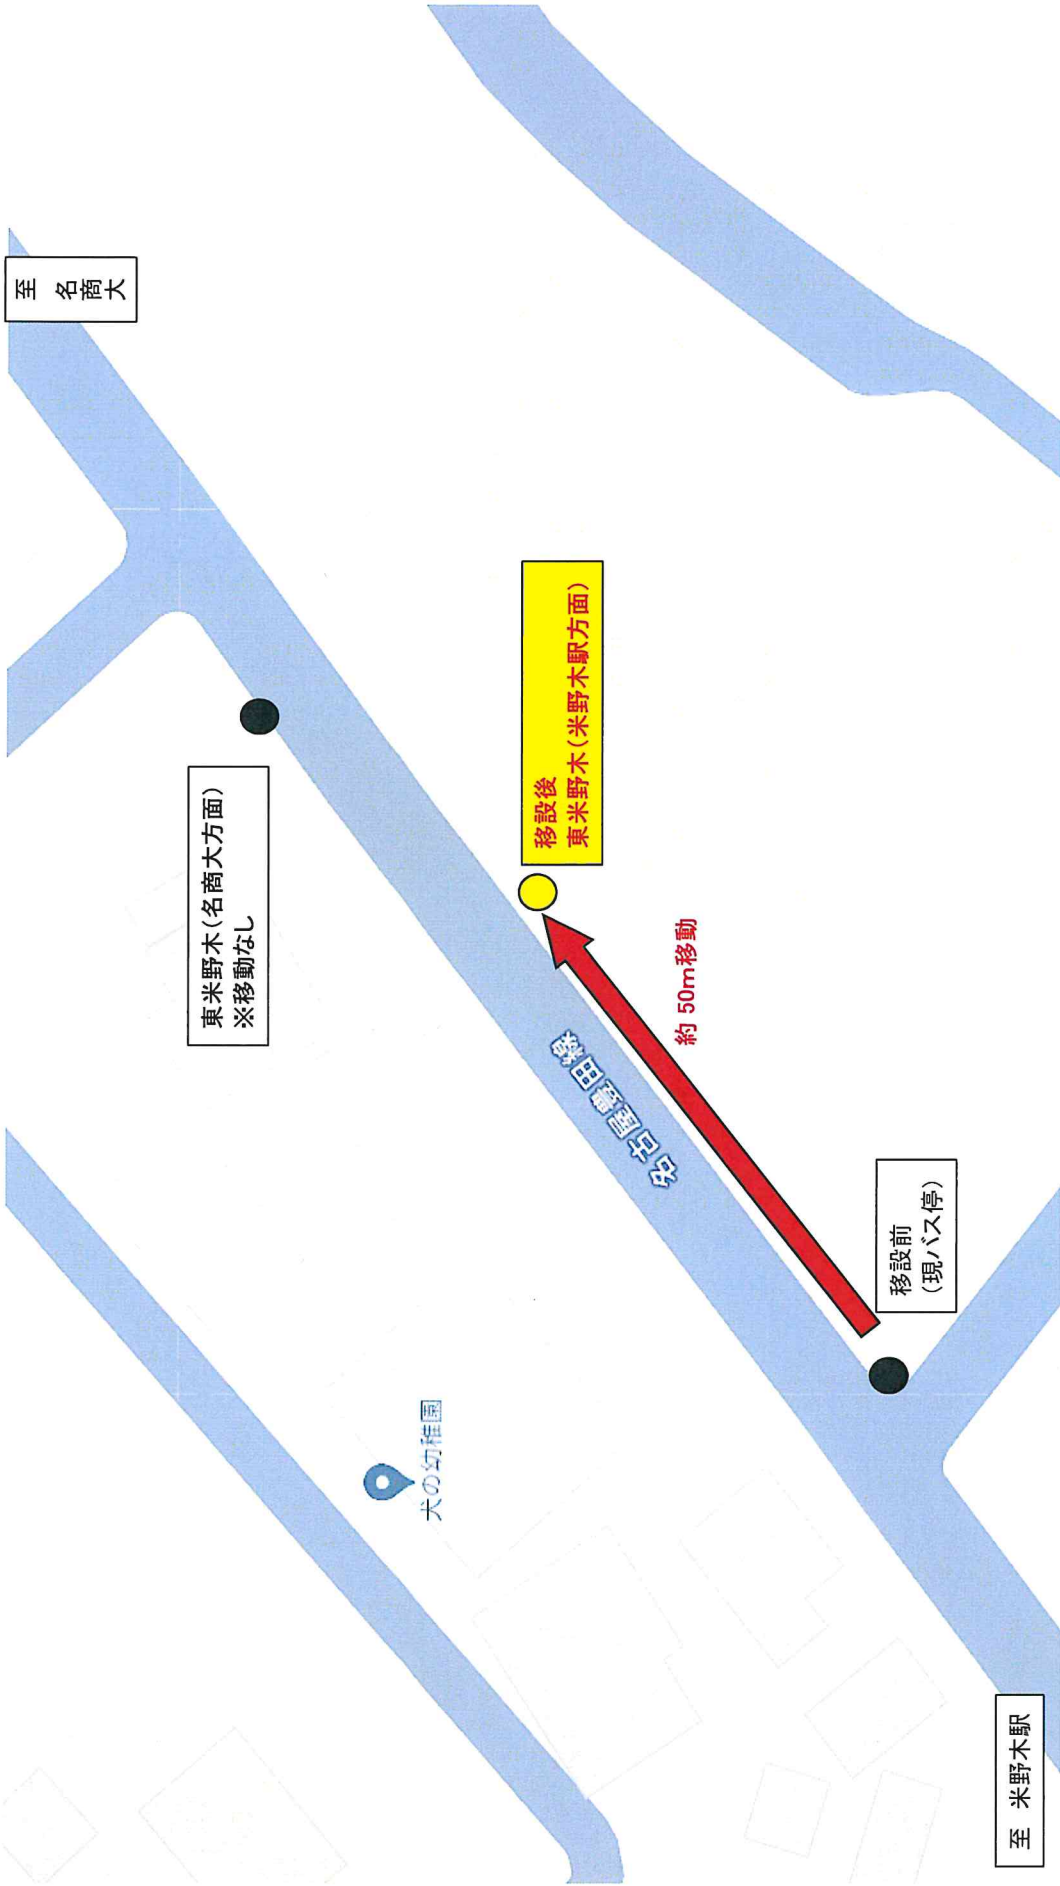 至　名商大
東米野木(名商大方面)
※移動なし
移設後
東米野木(米野木駅方面)
約 50m移動
名古屋豊田線
移設前
(現バス停)
犬の幼稚園
至　米野木駅